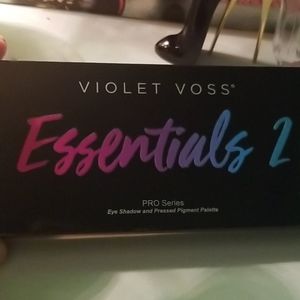 VIOLET VOSS®
Essentials 2
PRO Series
Eye Shadow and Pressed Pigment Palette